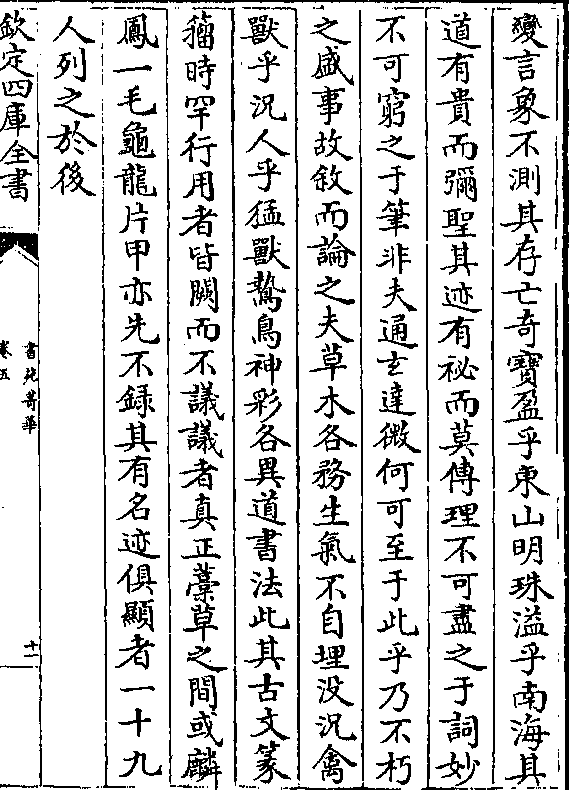 變言象不測其存亡奇寶盈乎東山明珠溢乎南海其
道有貴而彌聖其迹有秘而莫傳理不可盡之于詞妙
不可窮之于筆非夫通玄達微何可至于此乎乃不朽
之盛事故敘而論之夫草木各務生氣不自埋没况禽
獸乎況人乎猛獸鷙鳥神彩各異道書法此其古文篆
籀時罕行用者皆闕而不議議者真正藁草之間或麟
鳳一毛龜龍片甲亦先不録其有名迹俱顯者一十九
人列之於後
欽定四庫全書
書苑菁華
卷五
十